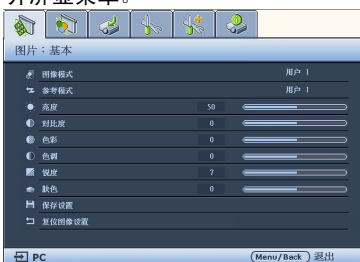 开屏显菜单。
图片：基本
图像模式 用户 1
参考模式 用户 1
亮度 50
对比度 0
色彩 0
色调 0
锐度 7
肤色 0
保存设置
复位图像设置
PC Menu/Back 退出